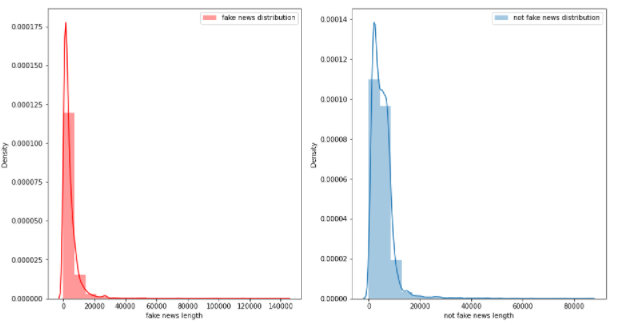 fake news distribution
0.000175
0.000150
0.000125
0.000100
0.000075
0.000050
0.000025
0.000000
Density
0 20000 40000 60000 80000 100000 120000 140000
fake news length
not fake news distribution
0.00014
0.00012
0.00010
0.00008
0.00006
0.00004
0.00002
0.00000
Density
0 20000 40000 60000 80000
not fake news length